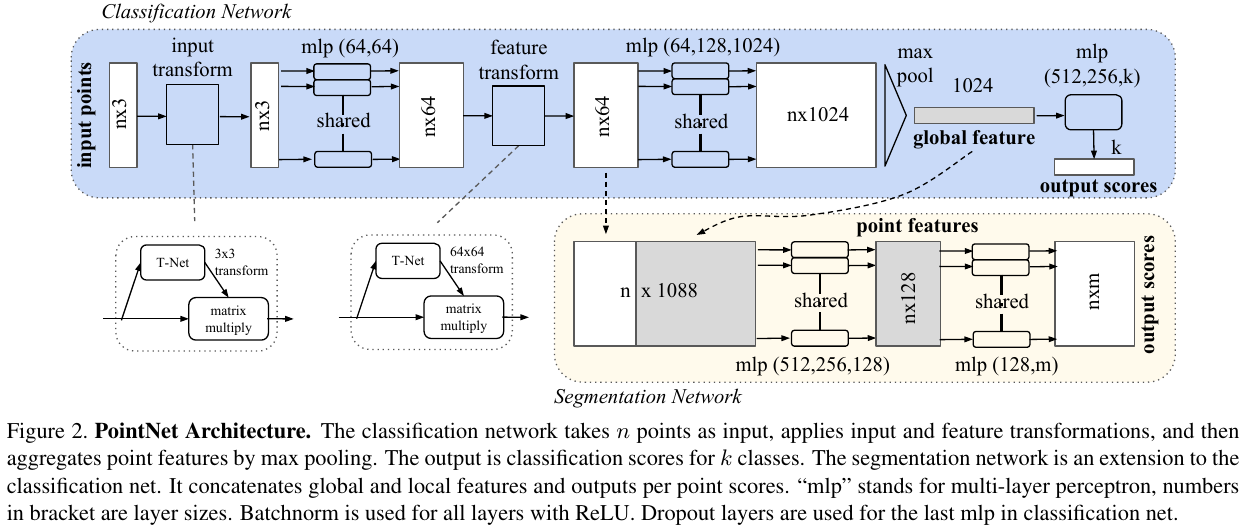 Classification Network
input points
nx3
input
transform
nx3
mlp (64,64)
shared
nx64
feature
transform
nx64
mlp (64,128,1024)
shared
nx1024
max
pool
1024
global feature
mlp
(512,256,k)
k
output scores
T-Net
3x3
transform
matrix
multiply
T-Net
64x64
transform
matrix
multiply
point features
n x 1088
shared
mlp (512,256,128)
nx128
shared
mlp (128,m)
nxm
output scores
Segmentation Network
Figure 2. PointNet Architecture. The classification network takes n points as input, applies input and feature transformations, and then
aggregates point features by max pooling. The output is classification scores for k classes. The segmentation network is an extension to the
classification net. It concatenates global and local features and outputs per point scores. “mlp” stands for multi-layer perceptron, numbers
in bracket are layer sizes. Batchnorm is used for all layers with ReLU. Dropout layers are used for the last mlp in classification net.